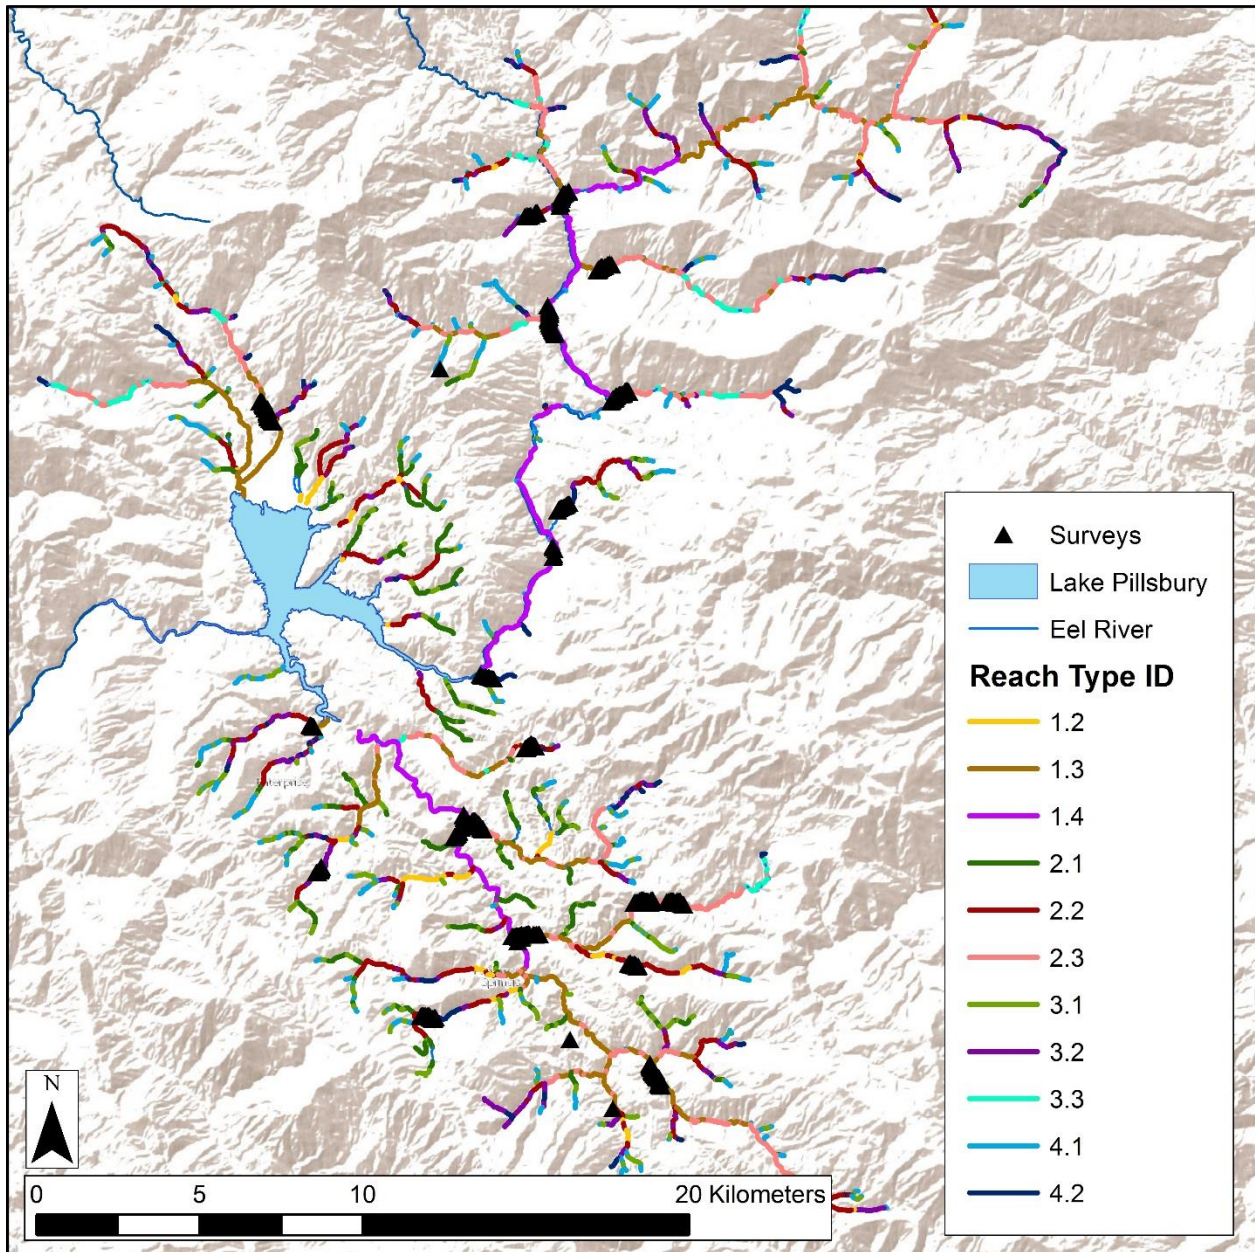 Surveys
Lake Pillsbury
Eel River
Reach Type ID
1.2
1.3
1.4
2.1
2.2
2.3
3.1
3.2
3.3
4.1
4.2
N
0 5 10 20 Kilometers